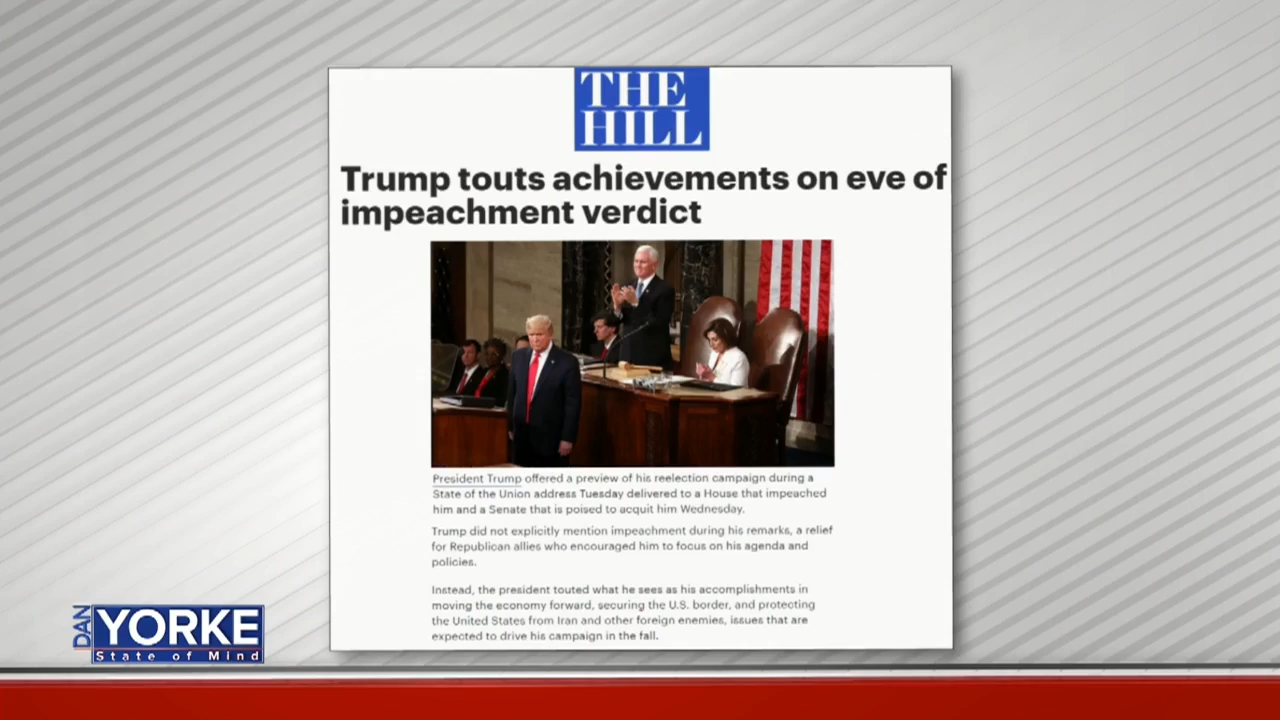 THE
HILL
Trump touts achievements on eve of
impeachment verdict
President Trump offered a preview of his reelection campaign during a
State of the Union address Tuesday delivered to a House that impeached
him and a Senate that is poised to acquit him Wednesday.
Trump did not explicitly mention impeachment during his remarks, a relief
for Republican allies who encouraged him to focus on his agenda and
policies.
Instead, the president touted what he sees as his accomplishments in
moving the economy forward, securing the U.S. border, and protecting
the United States from Iran and other foreign enemies, issues that are
expected to drive his campaign in the fall.
DAN
YORKE
State of Mind